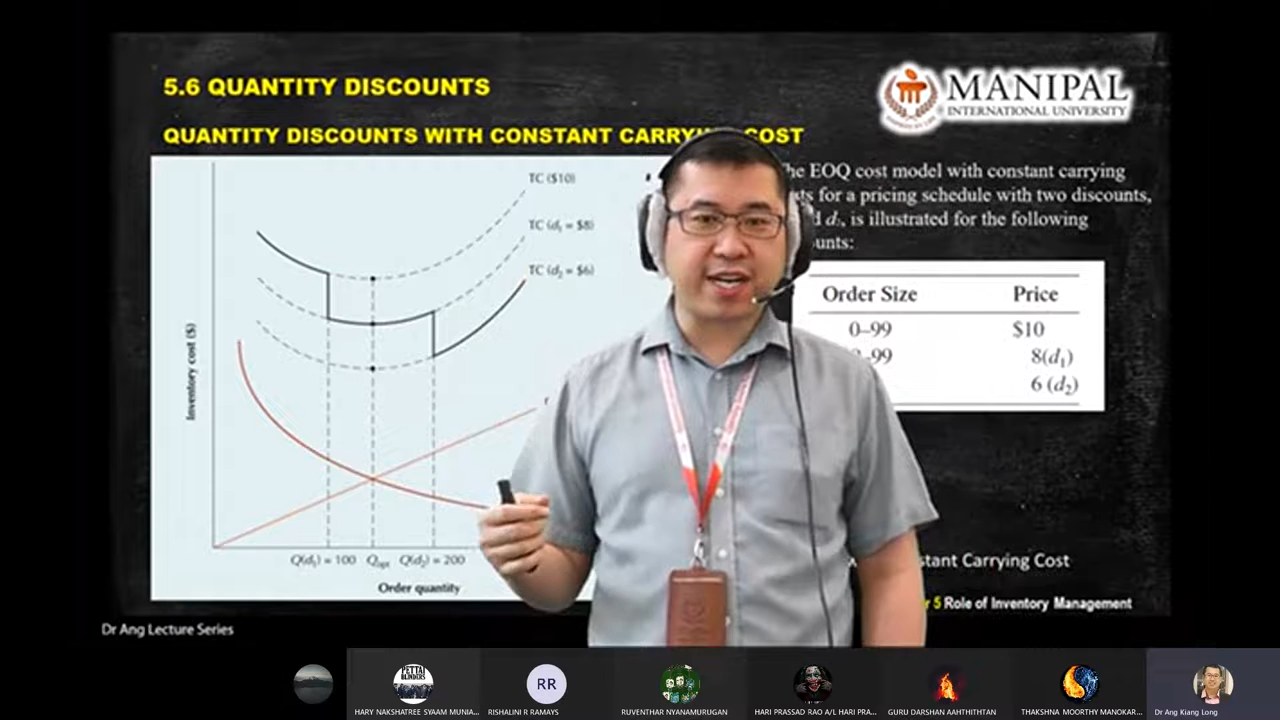 5.6 QUANTITY DISCOUNTS
MANIPAL
INTERNATIONAL UNIVERSITY
QUANTITY DISCOUNTS WITH CONSTANT COST
TC ($10)
TC (d₁ = $8)
TC (d₂ = $6)
Inventory cost ($)
Q(d₁) = 100 Qopt Q(d₂) = 200
Order quantity
EOQ cost model with constant carrying
for a pricing schedule with two discounts,
d₂, is illustrated for the following
Order Size Price
0–99 $10
8(d₁)
6 (d₂)
Carrying Cost
5 Role of Inventory Management
Dr Ang Lecture Series
PETTAI
BLINDERS
RR
HARY NAKSHATREE SYAAM MUNIA...
RISHALINI R RAMAYS
RUVENTHAR NYANAMURUGAN
HARI PRASSAD RAO A/L HARI PRA...
GURU DARSHAN AAHTHITHTAN
THAKSHNA MOORTHY MANOKAR...
Dr Ang Kiang Long